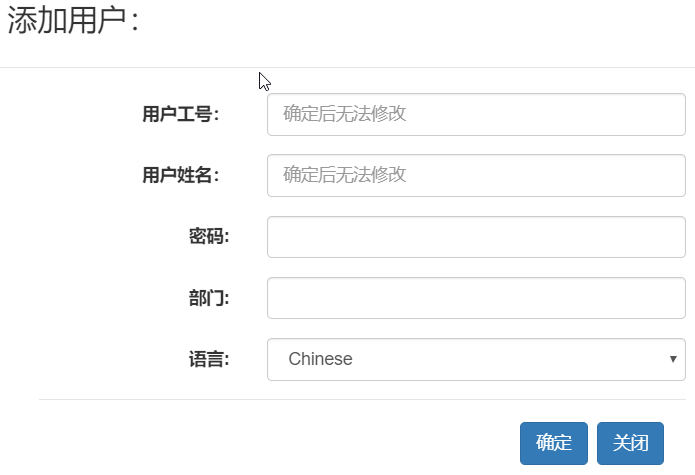 添加用户：
用户工号： 确定后无法修改
用户姓名： 确定后无法修改
密码:
部门:
语言: Chinese
确定 关闭